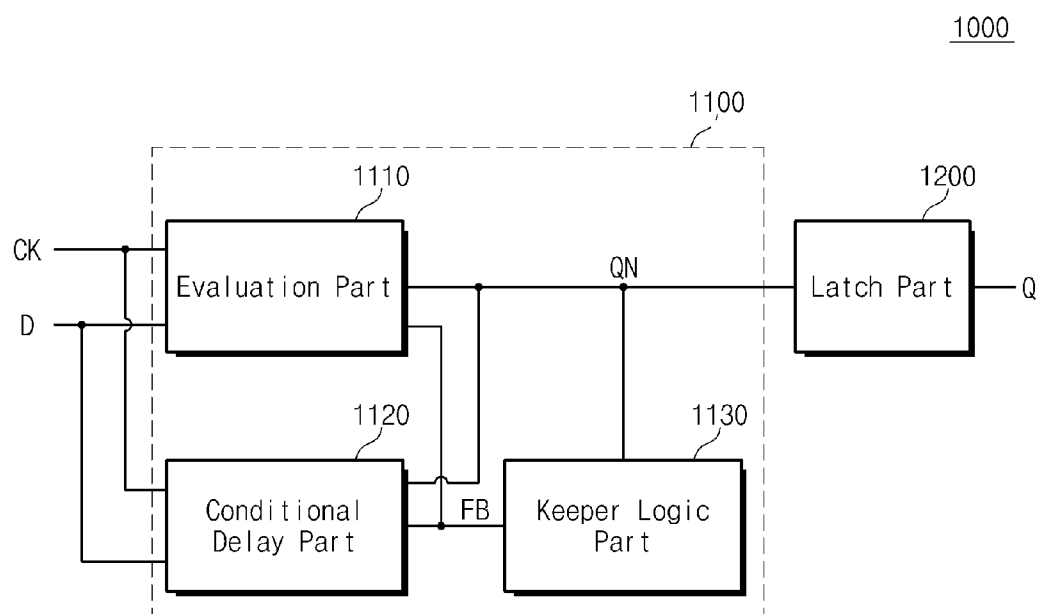 1000
1100
1110
1200
CK
Evaluation Part
QN
Latch Part
Q
D
1120
1130
Conditional
Delay Part
FB
Keeper Logic
Part